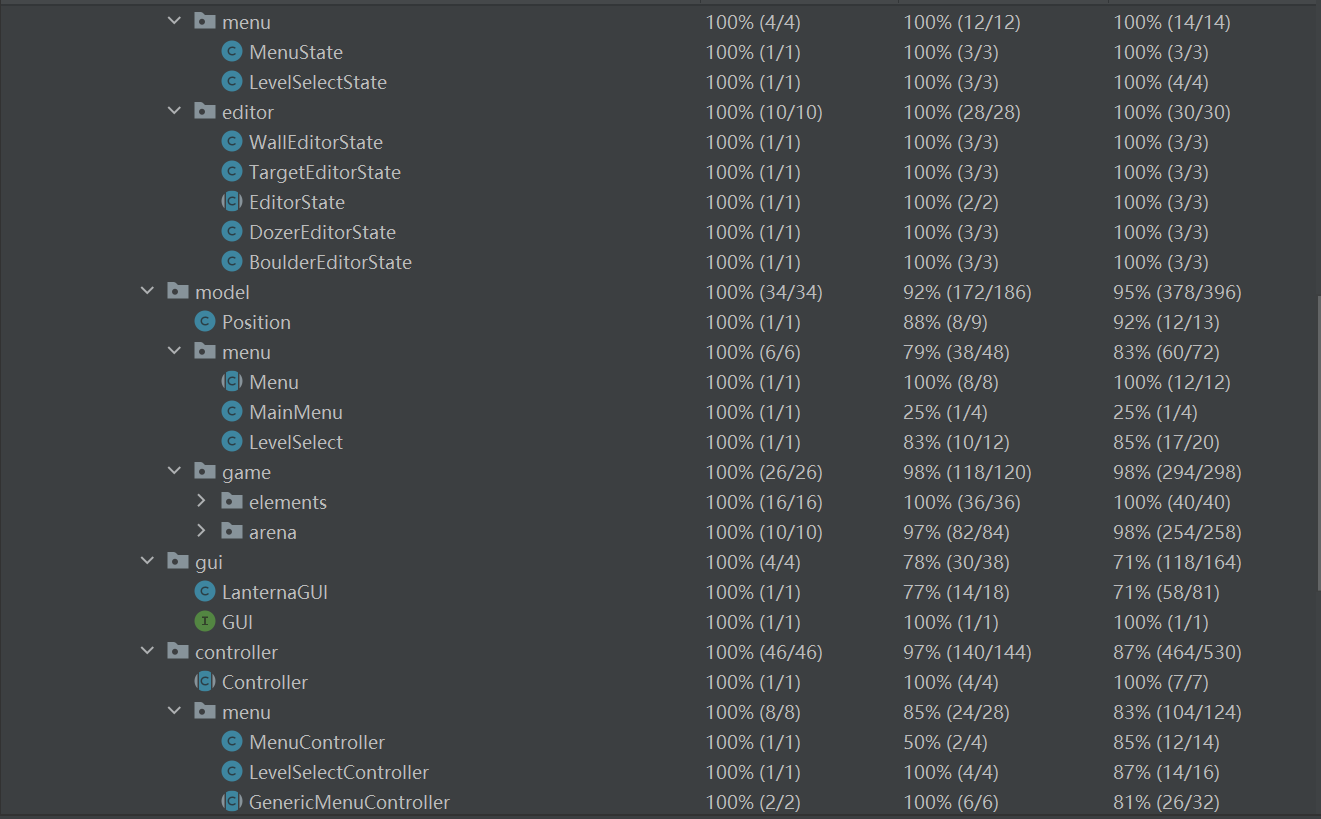 menu 100% (4/4) 100% (12/12) 100% (14/14)
MenuState 100% (1/1) 100% (3/3) 100% (3/3)
LevelSelectState 100% (1/1) 100% (3/3) 100% (4/4)
editor 100% (10/10) 100% (28/28) 100% (30/30)
WallEditorState 100% (1/1) 100% (3/3) 100% (3/3)
TargetEditorState 100% (1/1) 100% (3/3) 100% (3/3)
EditorState 100% (1/1) 100% (2/2) 100% (3/3)
DozerEditorState 100% (1/1) 100% (3/3) 100% (3/3)
BoulderEditorState 100% (1/1) 100% (3/3) 100% (3/3)
model 100% (34/34) 92% (172/186) 95% (378/396)
Position 100% (1/1) 88% (8/9) 92% (12/13)
menu 100% (6/6) 79% (38/48) 83% (60/72)
Menu 100% (1/1) 100% (8/8) 100% (12/12)
MainMenu 100% (1/1) 25% (1/4) 25% (1/4)
LevelSelect 100% (1/1) 83% (10/12) 85% (17/20)
game 100% (26/26) 98% (118/120) 98% (294/298)
elements 100% (16/16) 100% (36/36) 100% (40/40)
arena 100% (10/10) 97% (82/84) 98% (254/258)
gui 100% (4/4) 78% (30/38) 71% (118/164)
LanternaGUI 100% (1/1) 77% (14/18) 71% (58/81)
GUI 100% (1/1) 100% (1/1) 100% (1/1)
controller 100% (46/46) 97% (140/144) 87% (464/530)
Controller 100% (1/1) 100% (4/4) 100% (7/7)
menu 100% (8/8) 85% (24/28) 83% (104/124)
MenuController 100% (1/1) 50% (2/4) 85% (12/14)
LevelSelectController 100% (1/1) 100% (4/4) 87% (14/16)
GenericMenuController 100% (2/2) 100% (6/6) 81% (26/32)